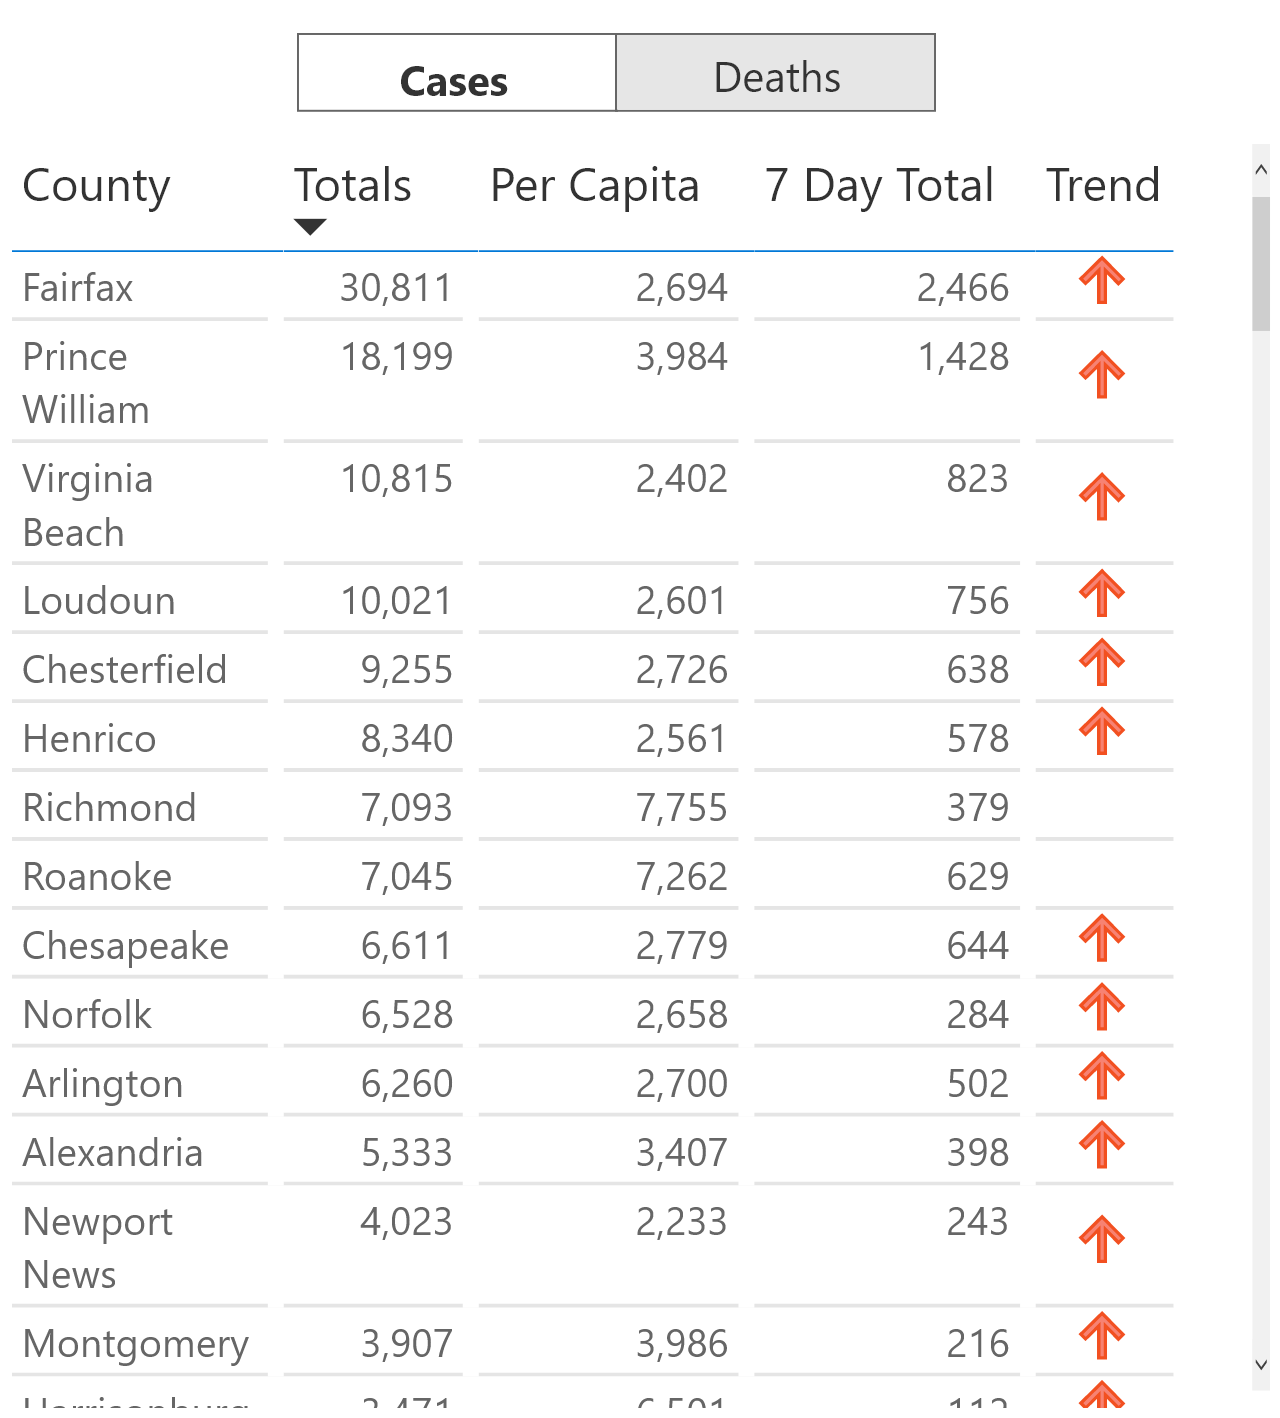 Cases Deaths
County Totals Per Capita 7 Day Total Trend
Fairfax 30,811 2,694 2,466
Prince 18,199 3,984 1,428
William
Virginia 10,815 2,402 823
Beach
Loudoun 10,021 2,601 756
Chesterfield 9,255 2,726 638
Henrico 8,340 2,561 578
Richmond 7,093 7,755 379
Roanoke 7,045 7,262 629
Chesapeake 6,611 2,779 644
Norfolk 6,528 2,658 284
Arlington 6,260 2,700 502
Alexandria 5,333 3,407 398
Newport 4,023 2,233 243
News
Montgomery 3,907 3,986 216